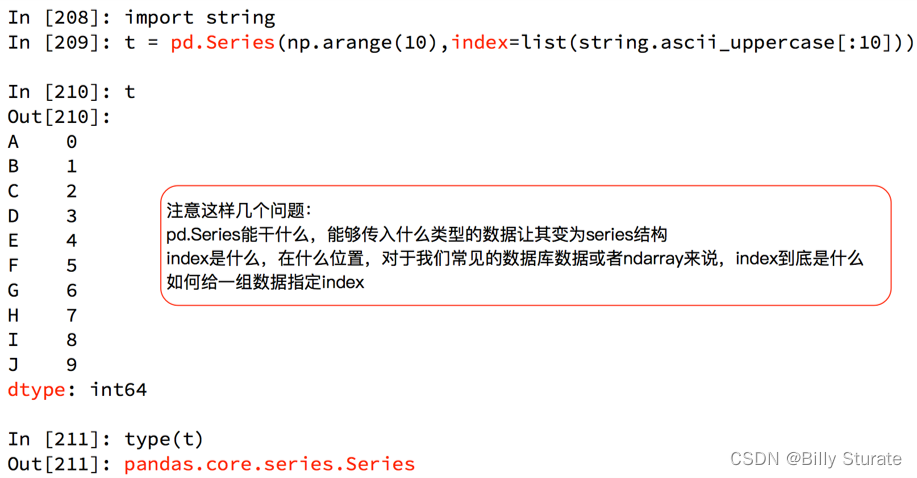 In [208]: import string
In [209]: t = pd.Series(np.arange(10),index=list(string.ascii_uppercase[:10]))
In [210]: t
Out[210]:
A    0
B    1
C    2
D    3
E    4
F    5
G    6
H    7
I    8
J    9
dtype: int64
注意这样几个问题：
pd.Series能干什么，能够传入什么类型的数据让其变为series结构
index是什么，在什么位置，对于我们常见的数据库数据或者ndarray来说，index到底是什么
如何给一组数据指定index
In [211]: type(t)
Out[211]: pandas.core.series.Series
CSDN @Billy Sturate